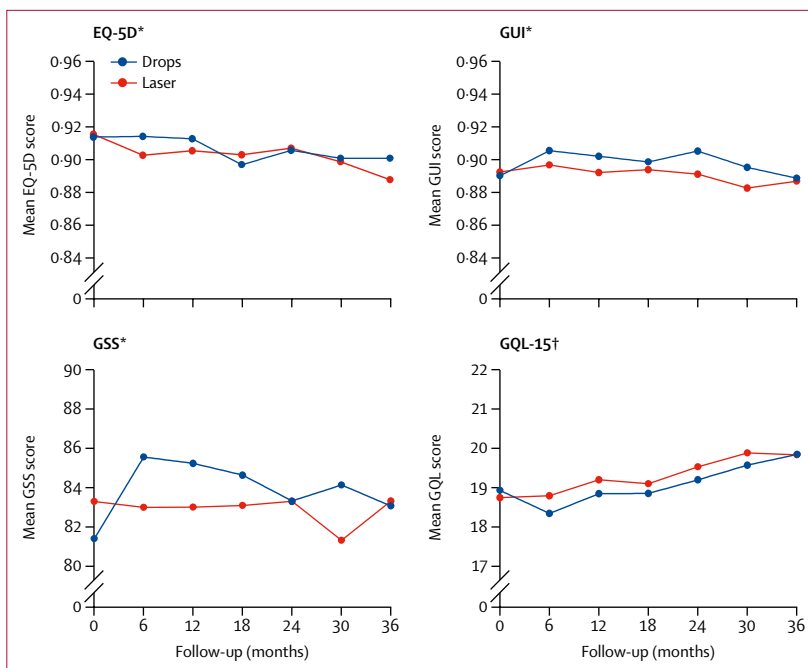 EQ-5D*
Mean EQ-5D score
0·96
0·94
0·92
0·90
0·88
0·86
0·84
0
Drops
Laser
GUI*
Mean GUI score
0·96
0·94
0·92
0·90
0·88
0·86
0·84
0
GSS*
Mean GSS score
90
88
86
84
82
80
0
0 6 12 18 24 30 36
Follow-up (months)
GQL-15†
Mean GQL score
22
21
20
19
18
17
0
0 6 12 18 24 30 36
Follow-up (months)